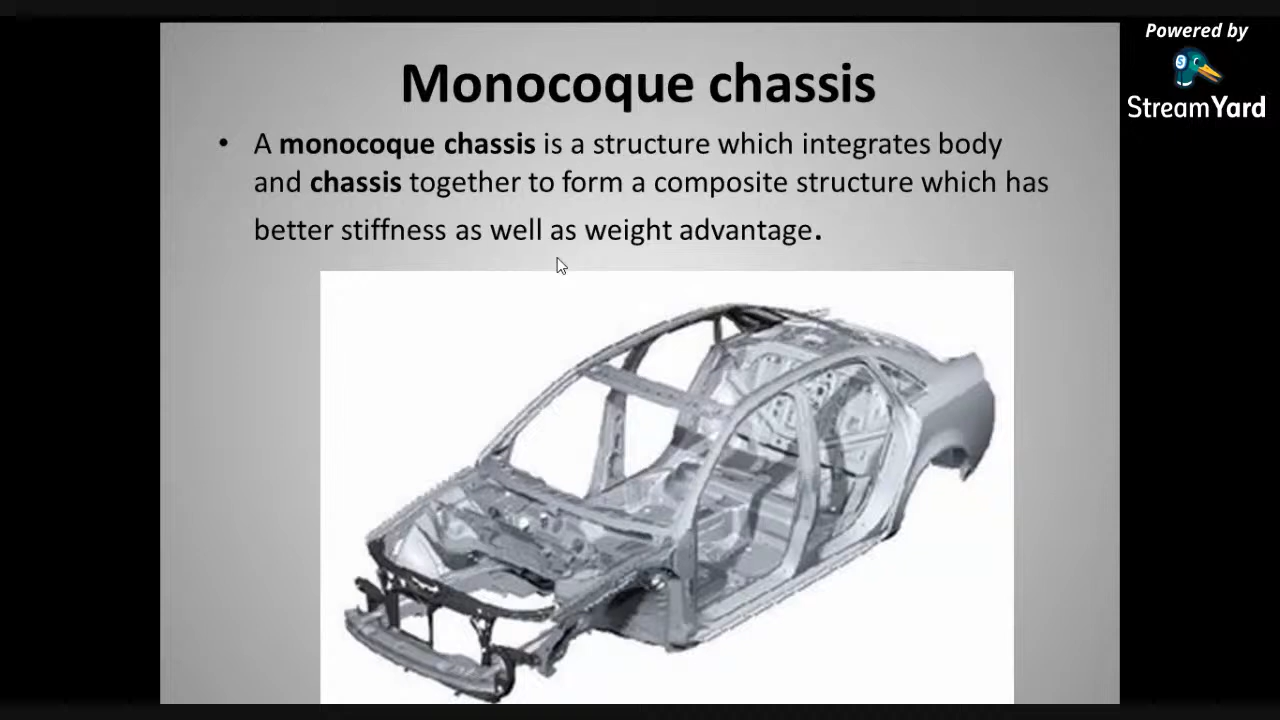 Powered by
StreamYard
Monocoque chassis
• A monocoque chassis is a structure which integrates body
and chassis together to form a composite structure which has
better stiffness as well as weight advantage.